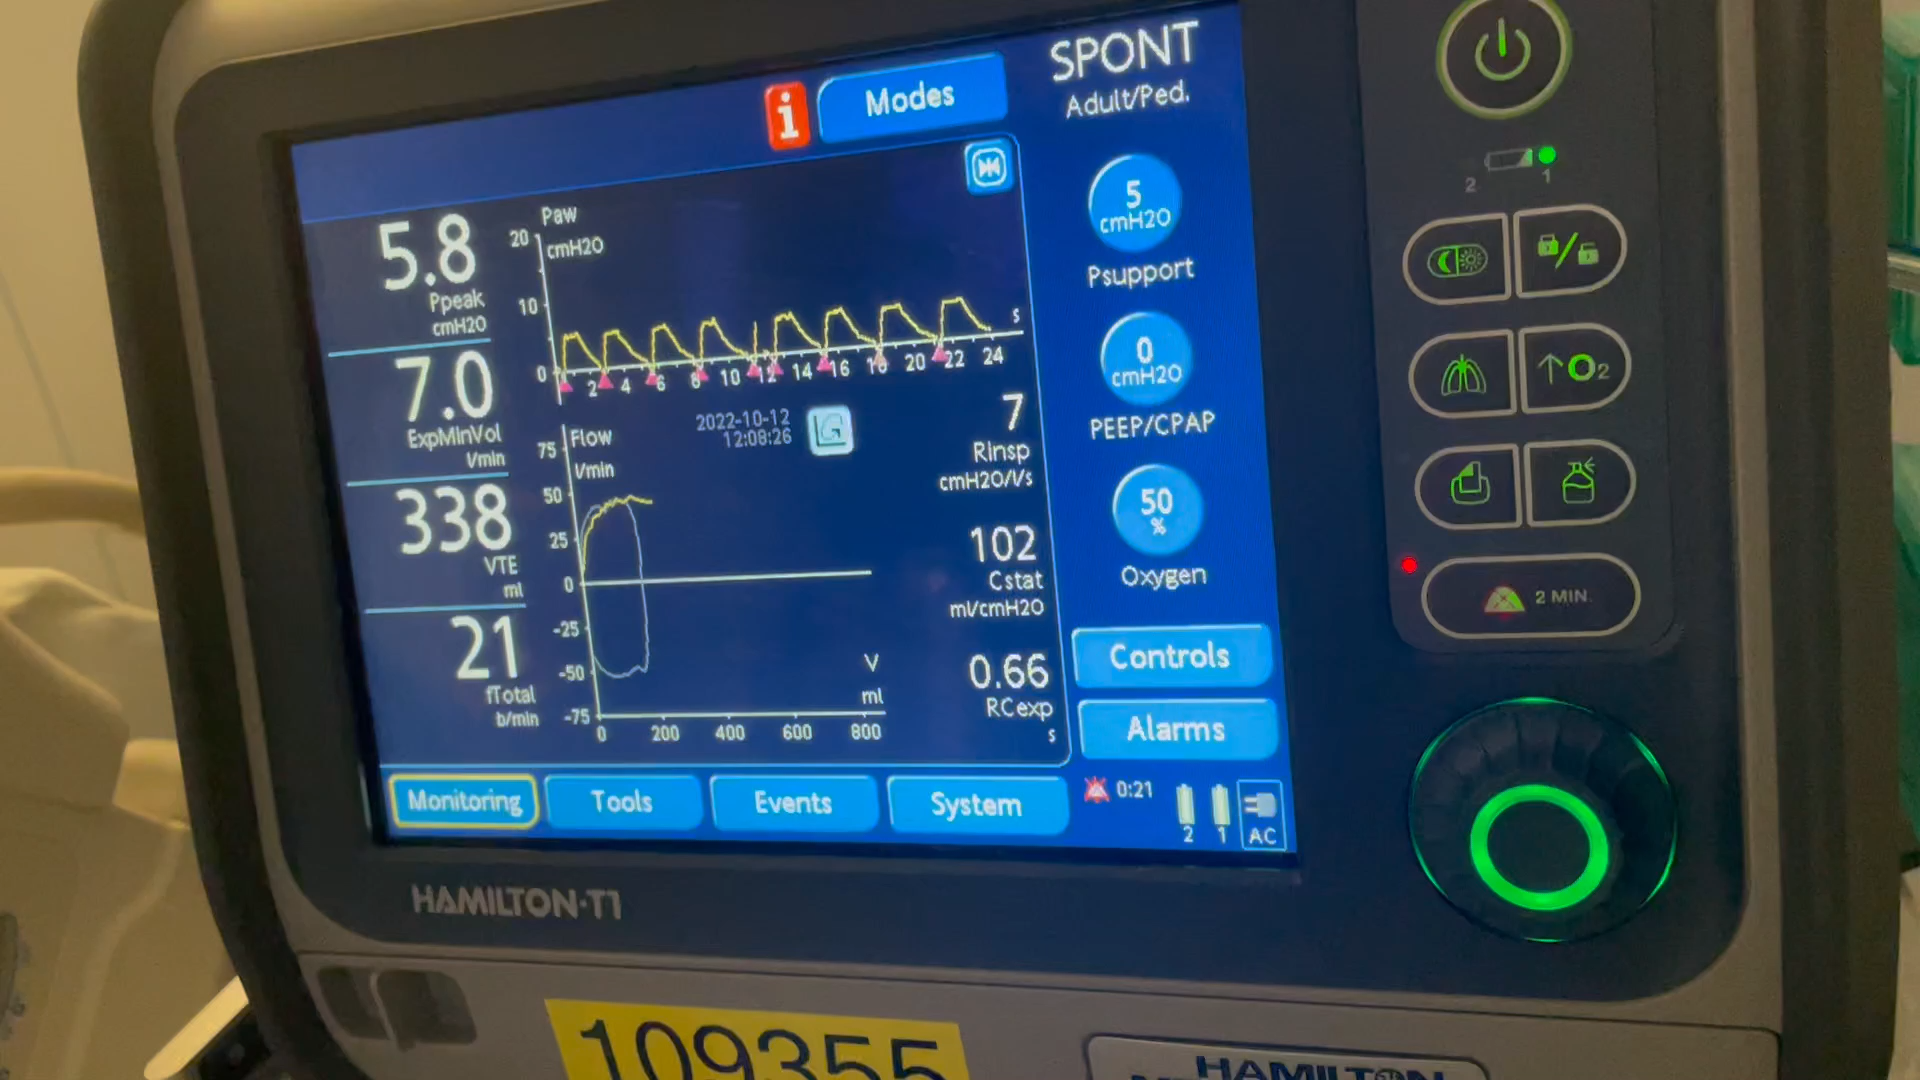 SPONT
Adult/Ped.
i
Modes
5.8
Ppeak
cmH2O
7.0
ExpMinVol
l/min
338
VTE
ml
21
fTotal
b/min
Paw
cmH2O
20
10
0
2 4 6 8 10 12 14 16 18 20 22 24
s
2022-10-12
12:08:26
Flow
l/min
75
50
25
0
-25
-50
-75
0 200 400 600 800
V
ml
7
Rinsp
cmH2O/l/s
102
Cstat
ml/cmH2O
0.66
RCexp
s
5
cmH2O
Psupport
0
cmH2O
PEEP/CPAP
50
%
Oxygen
Controls
Alarms
Monitoring
Tools
Events
System
0:21
2 1 AC
2 1
O2
2 MIN.
HAMILTON-T1
109355
HAMILTON